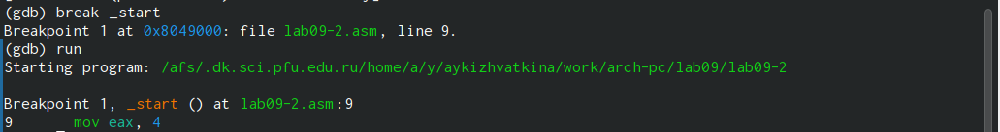 (gdb) break _start
Breakpoint 1 at 0x8049000: file lab09-2.asm, line 9.
(gdb) run
Starting program: /afs/.dk.sci.pfu.edu.ru/home/a/y/aykizhvatkina/work/arch-pc/lab09/lab09-2
Breakpoint 1, _start () at lab09-2.asm:9
9 mov eax, 4